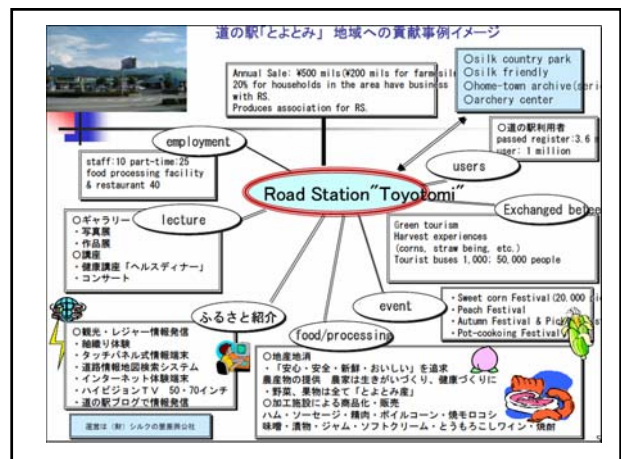 道の駅「とよとみ」 地域への貢献事例イメージ
Annual Sale: ¥500 mils(¥200 mils for farm
20% for households in the area have business
with RS.
Produces association for RS.
○silk country park
○silk friendly
○home-town archive
○archery center
employment
staff:10 part-time:25
food processing facility
& restaurant 40
○道の駅利用者
passed register:3.6
user: 1 million
users
Road Station"Toyotomi"
lecture
○ギャラリー
・写真展
・作品展
○講座
・健康講座「ヘルスディナー」
・コンサート
Exchanged
Green tourism
Harvest experiences
(corns, straw being, etc.)
Tourist buses 1,000; 50,000 people
event
・Sweet corn Festival(20,000
・Peach Festival
・Autumn Festival &
・Pot-cookoing Festival
ふるさと紹介
○観光・レジャー情報発信
・紬織り体験
・タッチパネル式情報端末
・道路情報地図検索システム
・インターネット体験端末
・ハイビジョンTV 50・70インチ
・道の駅ブログで情報発信
food/processing
○地産地消
・「安心・安全・新鮮・おいしい」を追求
農産物の提供 農家は生きがいづくり、健康づくりに
・野菜、果物は全て「とよとみ産」
○加工施設による商品化・販売
ハム・ソーセージ・精肉・ボイルコーン・焼モロコシ
味噌・漬物・ジャム・ソフトクリーム・とうもろこしワイン・焼酎
運営は（財）シルクの里振興公社